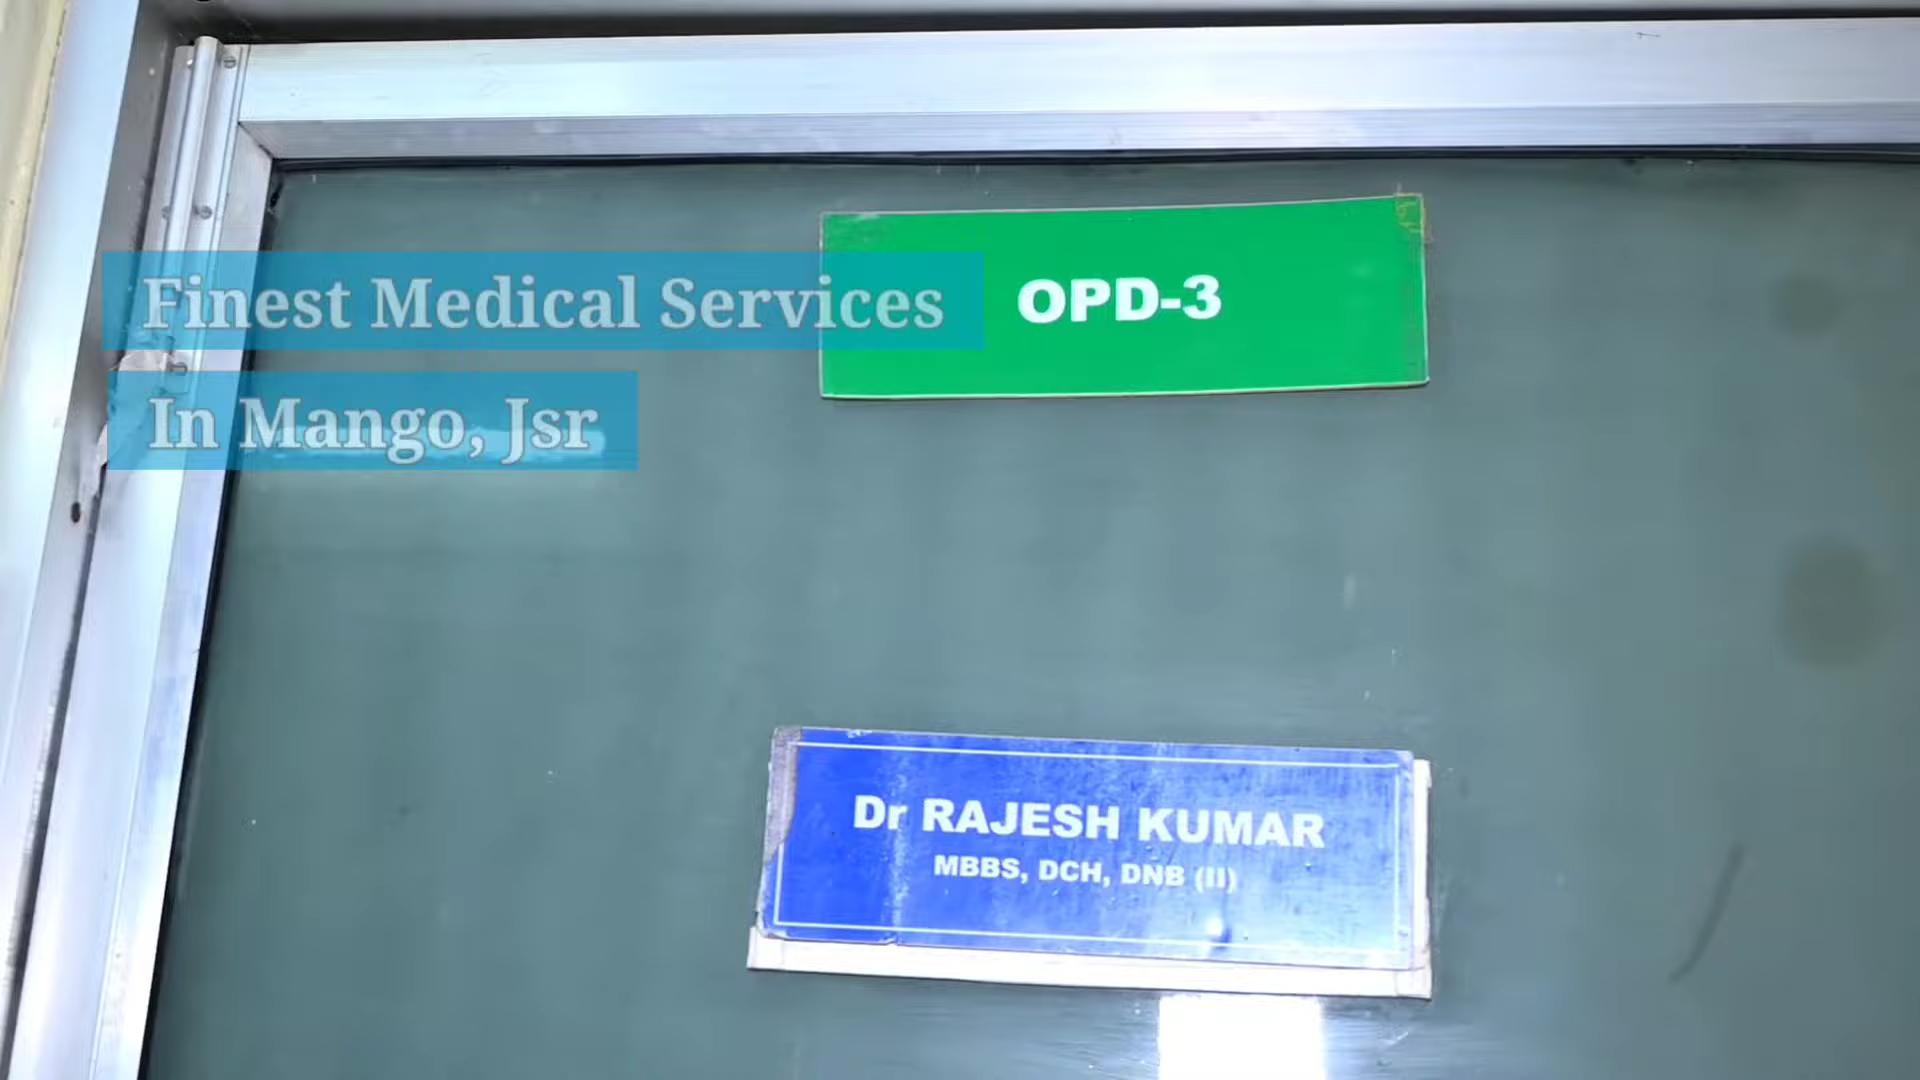 Finest Medical Services
In Mango, Jsr
OPD-3
Dr RAJESH KUMAR
MBBS, DCH, DNB (II)